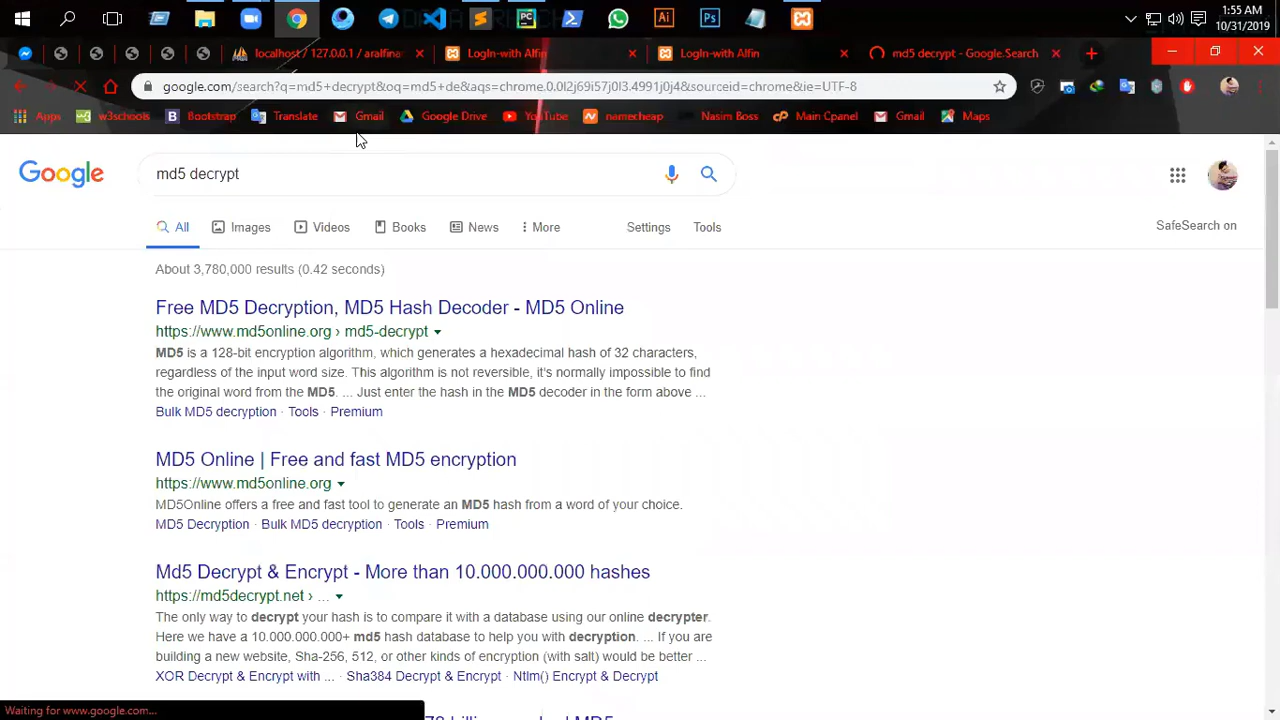 1:55 AM
10/31/2019
localhost / 127.0.0.1 / aralfina
LogIn-with Alfin
LogIn-with Alfin
md5 decrypt - Google Search
google.com/search?q=md5+decrypt&oq=md5+de&aqs=chrome.0.0l2j69i57j0l3.4991j0j4&sourceid=chrome&ie=UTF-8
Apps w3schools Bootstrap Translate Gmail Google Drive YouTube namecheap Nasim Boss Main Cpanel Gmail Maps
Google
md5 decrypt
All Images Videos Books News More Settings Tools
SafeSearch on
About 3,780,000 results (0.42 seconds)
Free MD5 Decryption, MD5 Hash Decoder - MD5 Online
https://www.md5online.org › md5-decrypt
MD5 is a 128-bit encryption algorithm, which generates a hexadecimal hash of 32 characters,
regardless of the input word size. This algorithm is not reversible, it's normally impossible to find
the original word from the MD5. ... Just enter the hash in the MD5 decoder in the form above ...
Bulk MD5 decryption · Tools · Premium
MD5 Online | Free and fast MD5 encryption
https://www.md5online.org
MD5Online offers a free and fast tool to generate an MD5 hash from a word of your choice.
MD5 Decryption · Bulk MD5 decryption · Tools · Premium
Md5 Decrypt & Encrypt - More than 10.000.000.000 hashes
https://md5decrypt.net › ...
The only way to decrypt your hash is to compare it with a database using our online decrypter.
Here we have a 10.000.000.000+ md5 hash database to help you with decryption. ... If you are
building a new website, Sha-256, 512, or other kinds of encryption (with salt) would be better ...
XOR Decrypt & Encrypt with ... · Sha384 Decrypt & Encrypt · Ntlm() Encrypt & Decrypt
Waiting for www.google.com...